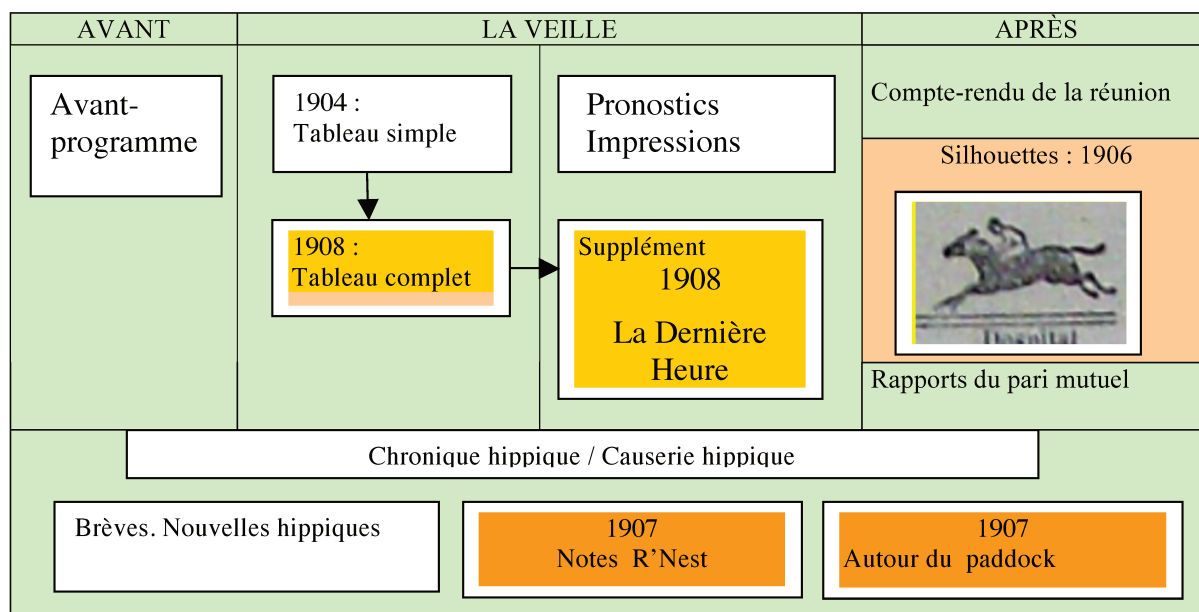 AVANT
LA VEILLE
APRÈS
Avant-
programme
1904 :
Tableau simple
Pronostics
Impressions
Compte-rendu de la réunion
Silhouettes : 1906
1908 :
Tableau complet
Supplément
1908
La Dernière
Heure
Rapports du pari mutuel
Chronique hippique / Causerie hippique
Brèves. Nouvelles hippiques
1907
Notes  R’Nest
1907
Autour du  paddock